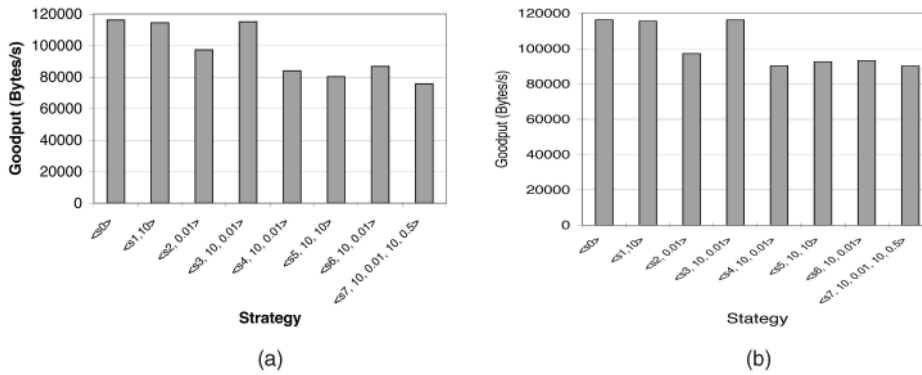 Goodput (Bytes/s)
120000
100000
80000
60000
40000
20000
0
<s0>
<s1,10>
<s2, 0.01>
<s3, 10, 0.01>
<s4, 10, 0.01>
<s5, 10, 10>
<s6, 10, 0.01>
<s7, 10, 0.01, 10, 0.5>
Strategy
(a)
Goodput (Bytes/s)
120000
100000
80000
60000
40000
20000
0
<s0>
<s1,10>
<s2, 0.01>
<s3, 10, 0.01>
<s4, 10, 0.01>
<s5, 10, 10>
<s6, 10, 0.01>
<s7, 10, 0.01, 10, 0.5>
Stategy
(b)